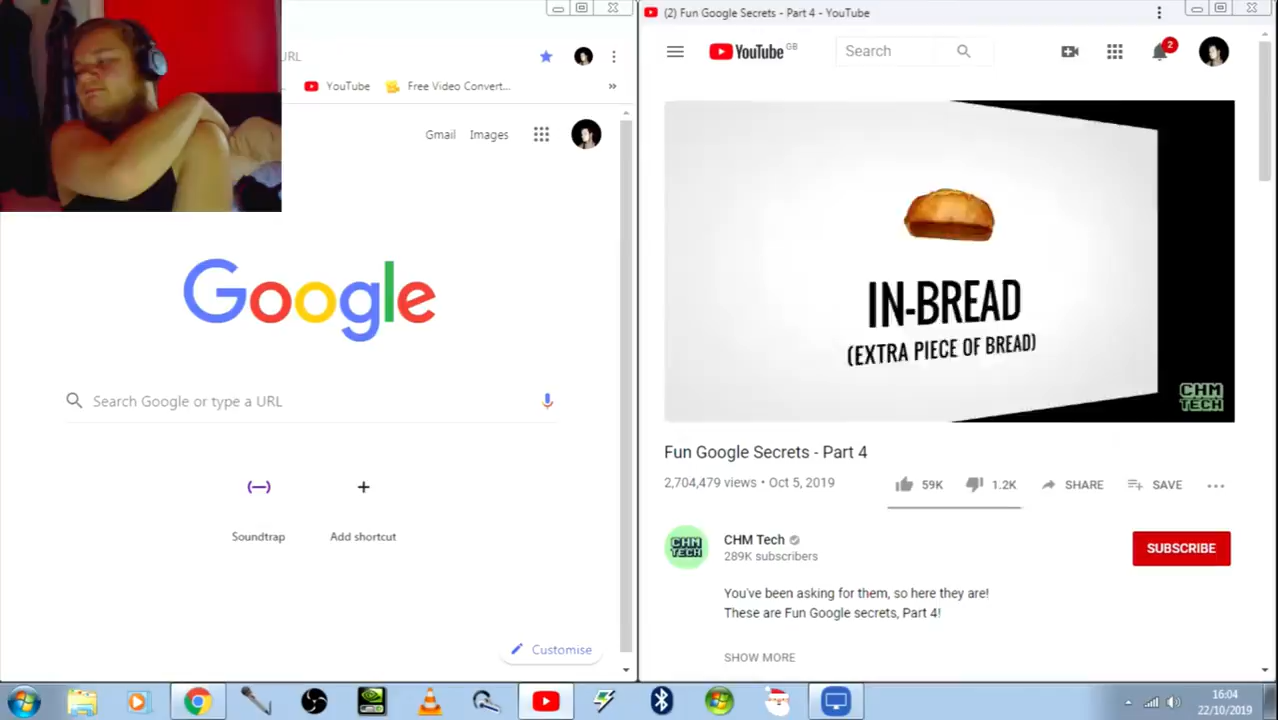 URL
YouTube
Free Video Convert...
»
Gmail
Images
Google
Search Google or type a URL
(—)
+
Soundtrap
Add shortcut
Customise
(2) Fun Google Secrets - Part 4 - YouTube
YouTube GB
Search
2
IN-BREAD
(EXTRA PIECE OF BREAD)
CHM
TECH
Fun Google Secrets - Part 4
2,704,479 views • Oct 5, 2019
59K
1.2K
SHARE
SAVE
CHM
TECH
CHM Tech
289K subscribers
SUBSCRIBE
You've been asking for them, so here they are!
These are Fun Google secrets, Part 4!
SHOW MORE
16:04
22/10/2019